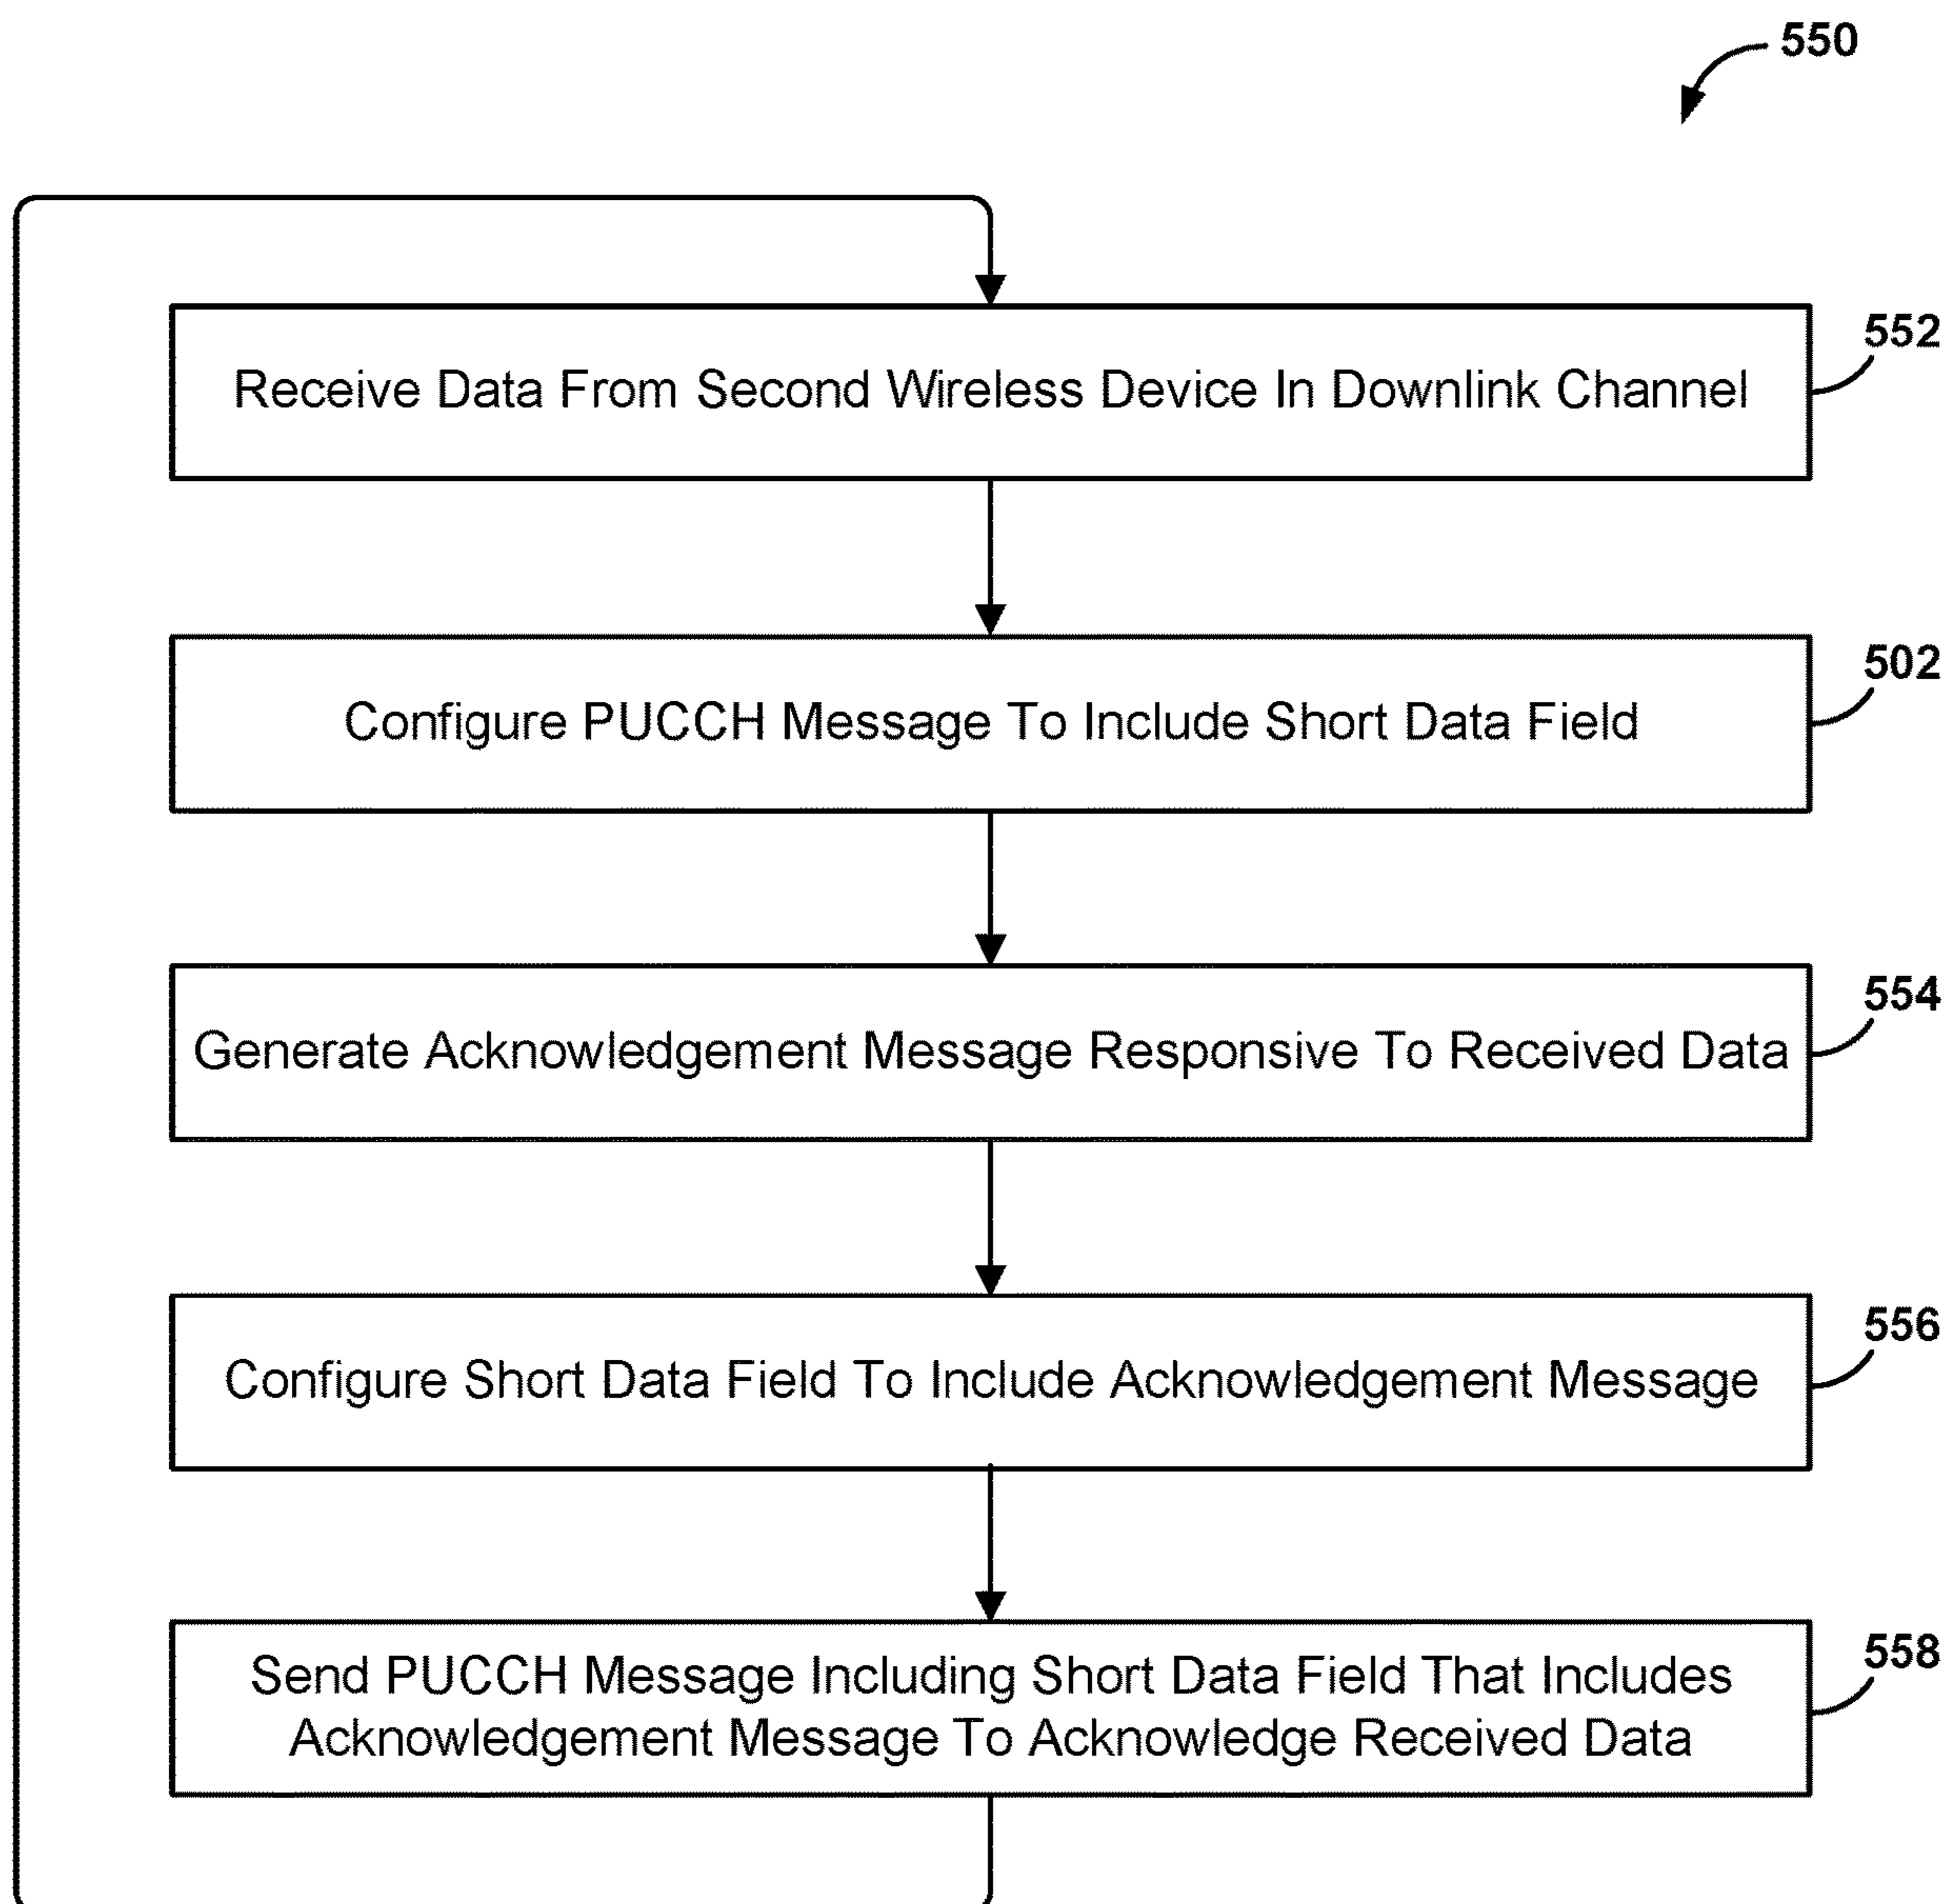 550
Receive Data From Second Wireless Device In Downlink Channel
552
Configure PUCCH Message To Include Short Data Field
502
Generate Acknowledgement Message Responsive To Received Data
554
Configure Short Data Field To Include Acknowledgement Message
556
Send PUCCH Message Including Short Data Field That Includes
Acknowledgement Message To Acknowledge Received Data
558